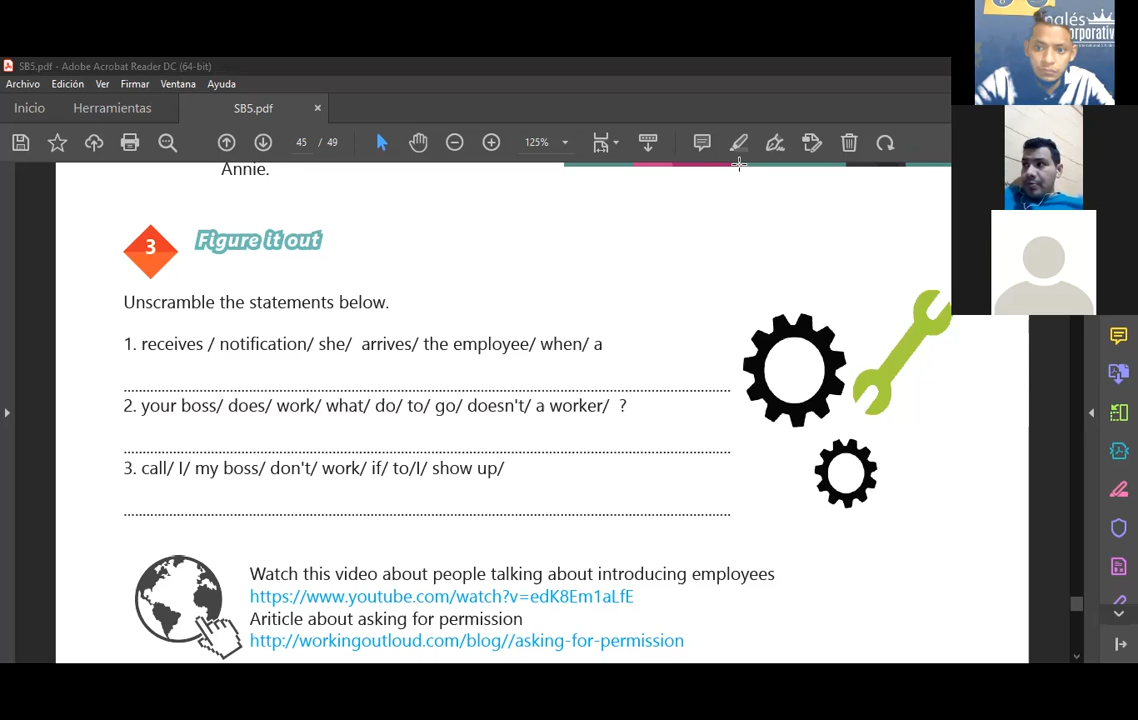 Inglés
Corporativo
SB5.pdf - Adobe Acrobat Reader DC (64-bit)
Archivo Edición Ver Firmar Ventana Ayuda
Inicio Herramientas SB5.pdf ×
45 / 49 125%
Annie.
3 Figure it out
Unscramble the statements below.
1. receives / notification/ she/ arrives/ the employee/ when/ a
2. your boss/ does/ work/ what/ do/ to/ go/ doesn't/ a worker/ ?
3. call/ I/ my boss/ don't/ work/ if/ to/I/ show up/
Watch this video about people talking about introducing employees
https://www.youtube.com/watch?v=edK8Em1aLfE
Ariticle about asking for permission
http://workingoutloud.com/blog//asking-for-permission